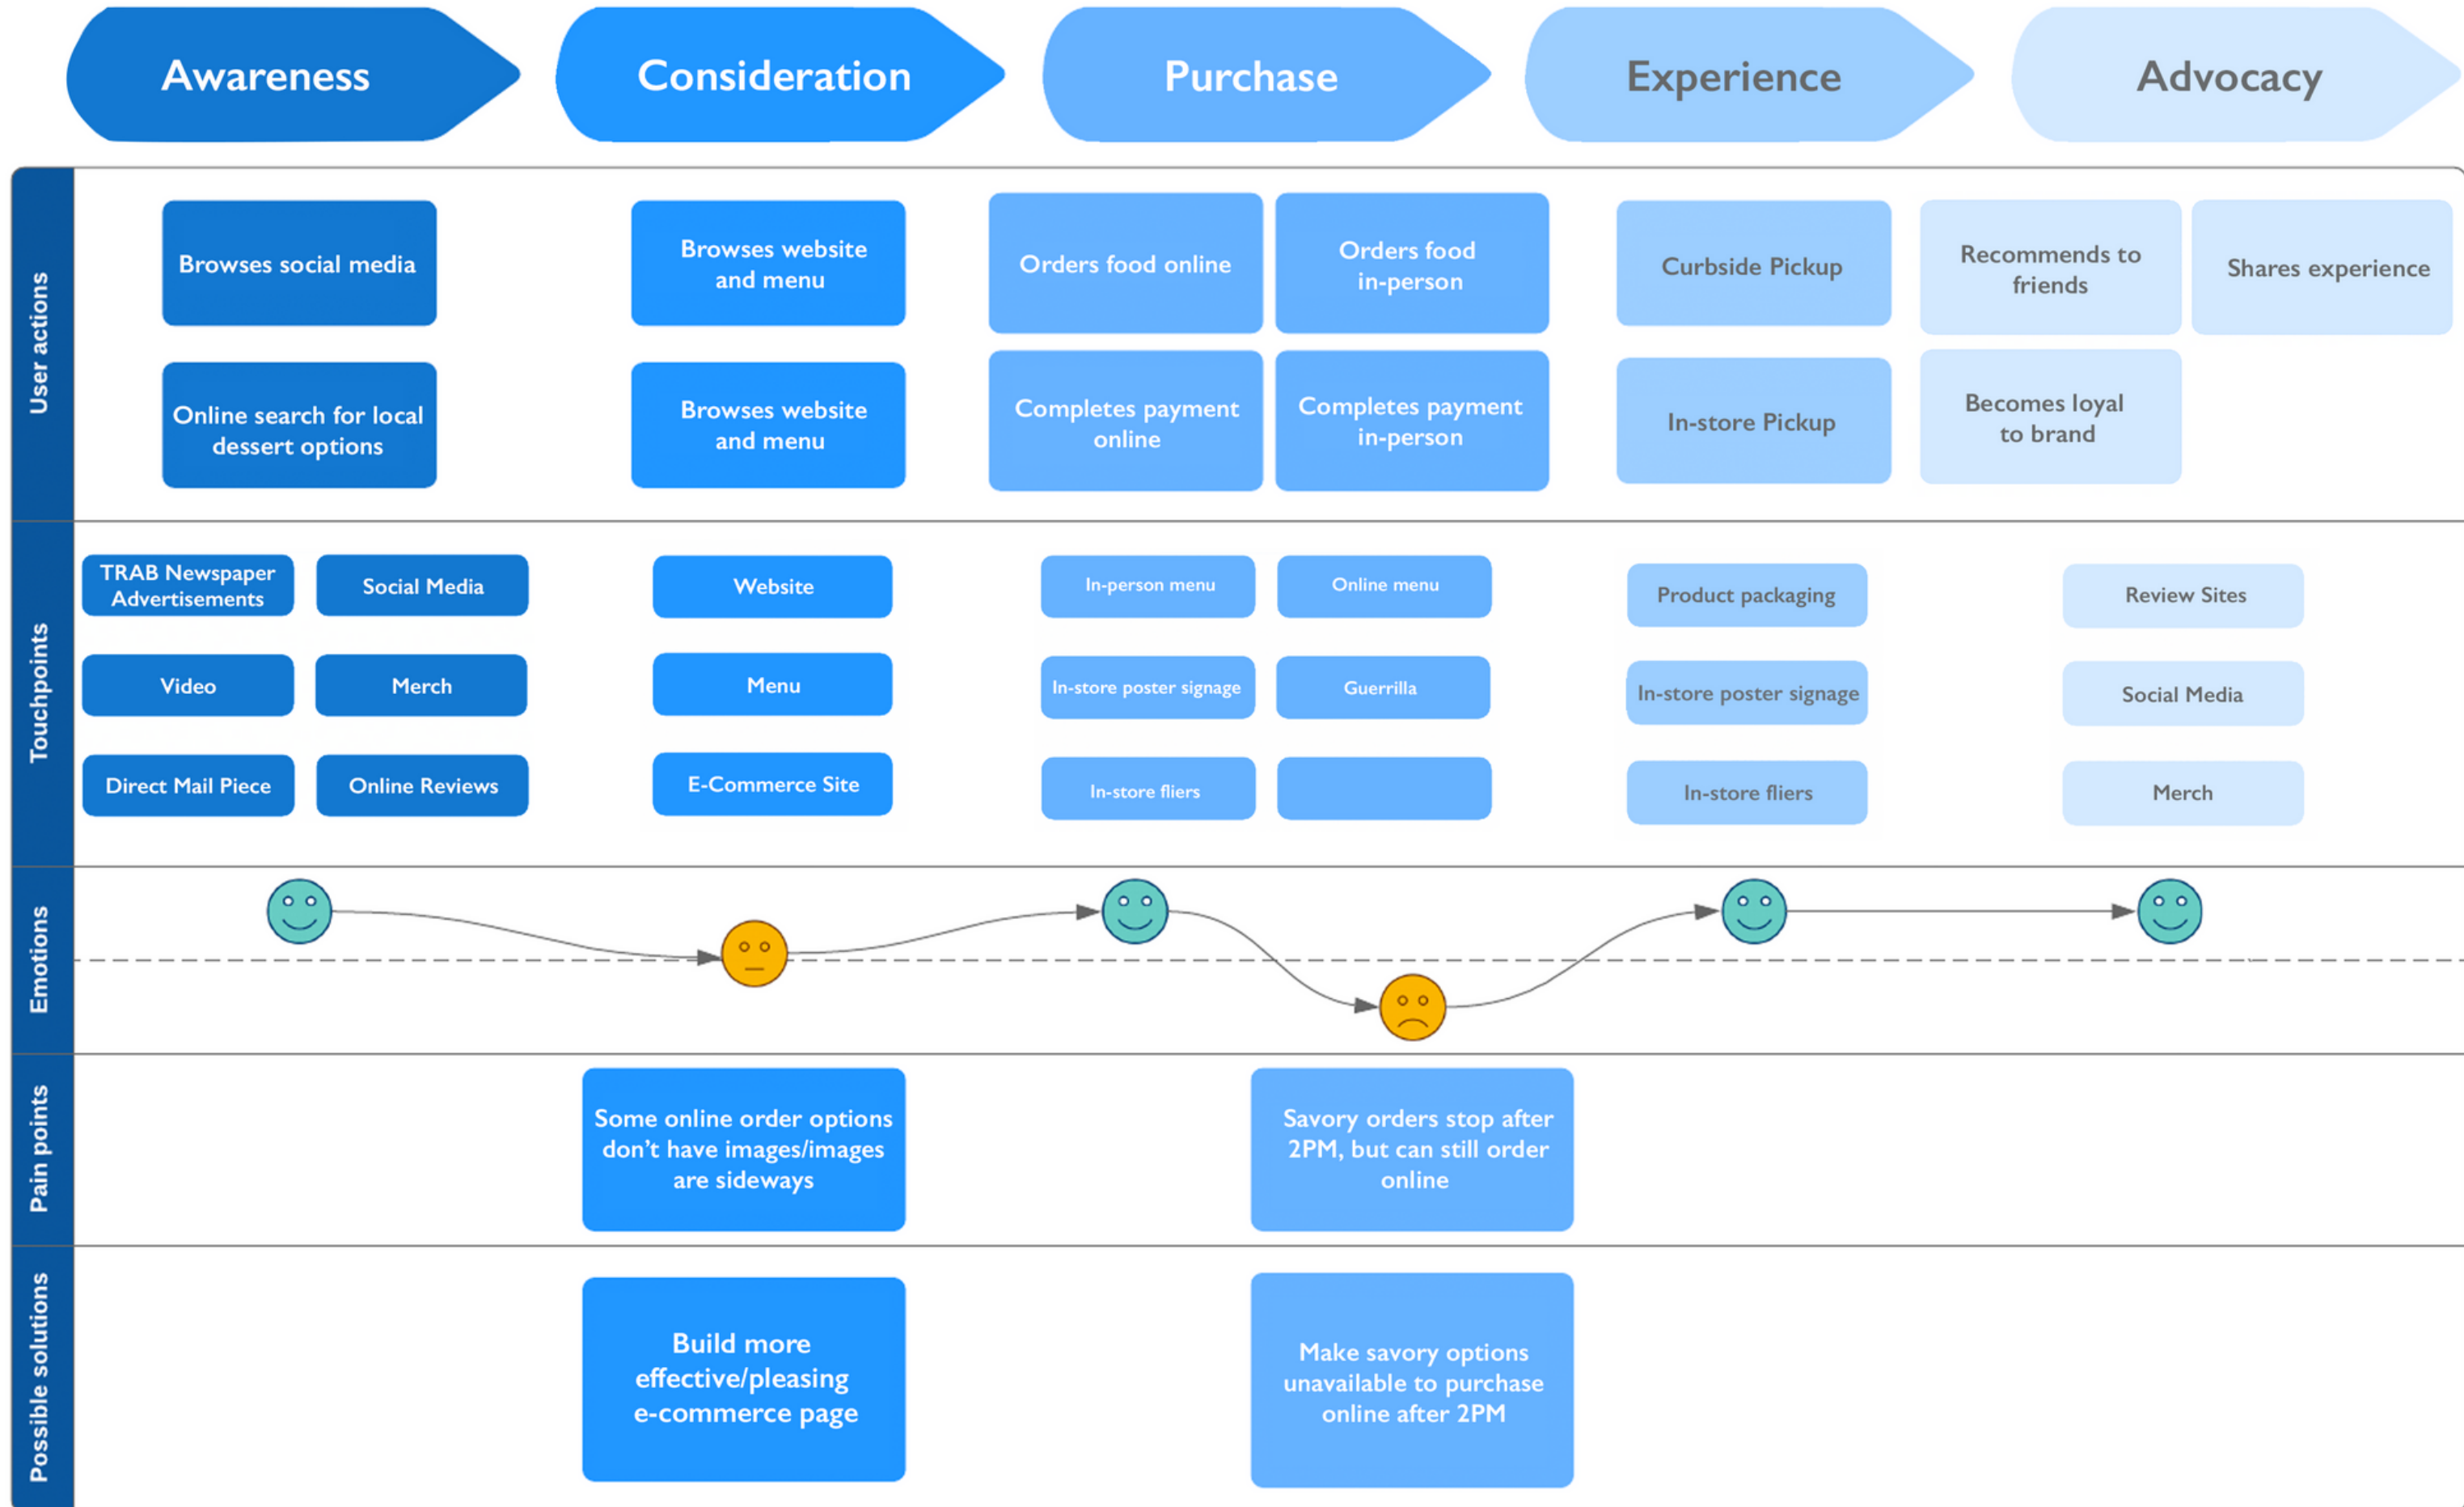 Awareness
Consideration
Purchase
Experience
Advocacy
User actions
Browses social media
Browses website
and menu
Orders food online
Orders food
in-person
Curbside Pickup
Recommends to
friends
Shares experience
Online search for local
dessert options
Browses website
and menu
Completes payment
online
Completes payment
in-person
In-store Pickup
Becomes loyal
to brand
Touchpoints
TRAB Newspaper
Advertisements
Social Media
Website
In-person menu
Online menu
Product packaging
Review Sites
Video
Merch
Menu
In-store poster signage
Guerrilla
In-store poster signage
Social Media
Direct Mail Piece
Online Reviews
E-Commerce Site
In-store fliers
In-store fliers
Merch
Emotions
Pain points
Some online order options
don't have images/images
are sideways
Savory orders stop after
2PM, but can still order
online
Possible solutions
Build more
effective/pleasing
e-commerce page
Make savory options
unavailable to purchase
online after 2PM